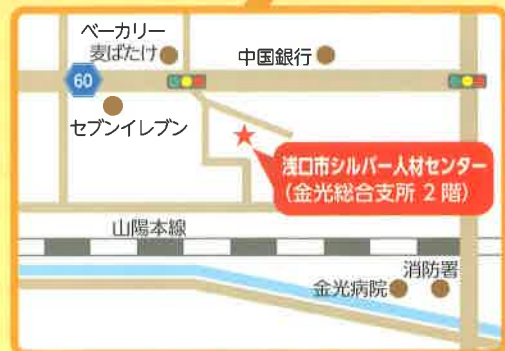 ベーカリー
麦ばたけ
中国銀行
60
セブンイレブン
浅口市シルバー人材センター
(金光総合支所 2 階)
山陽本線
消防署
金光病院